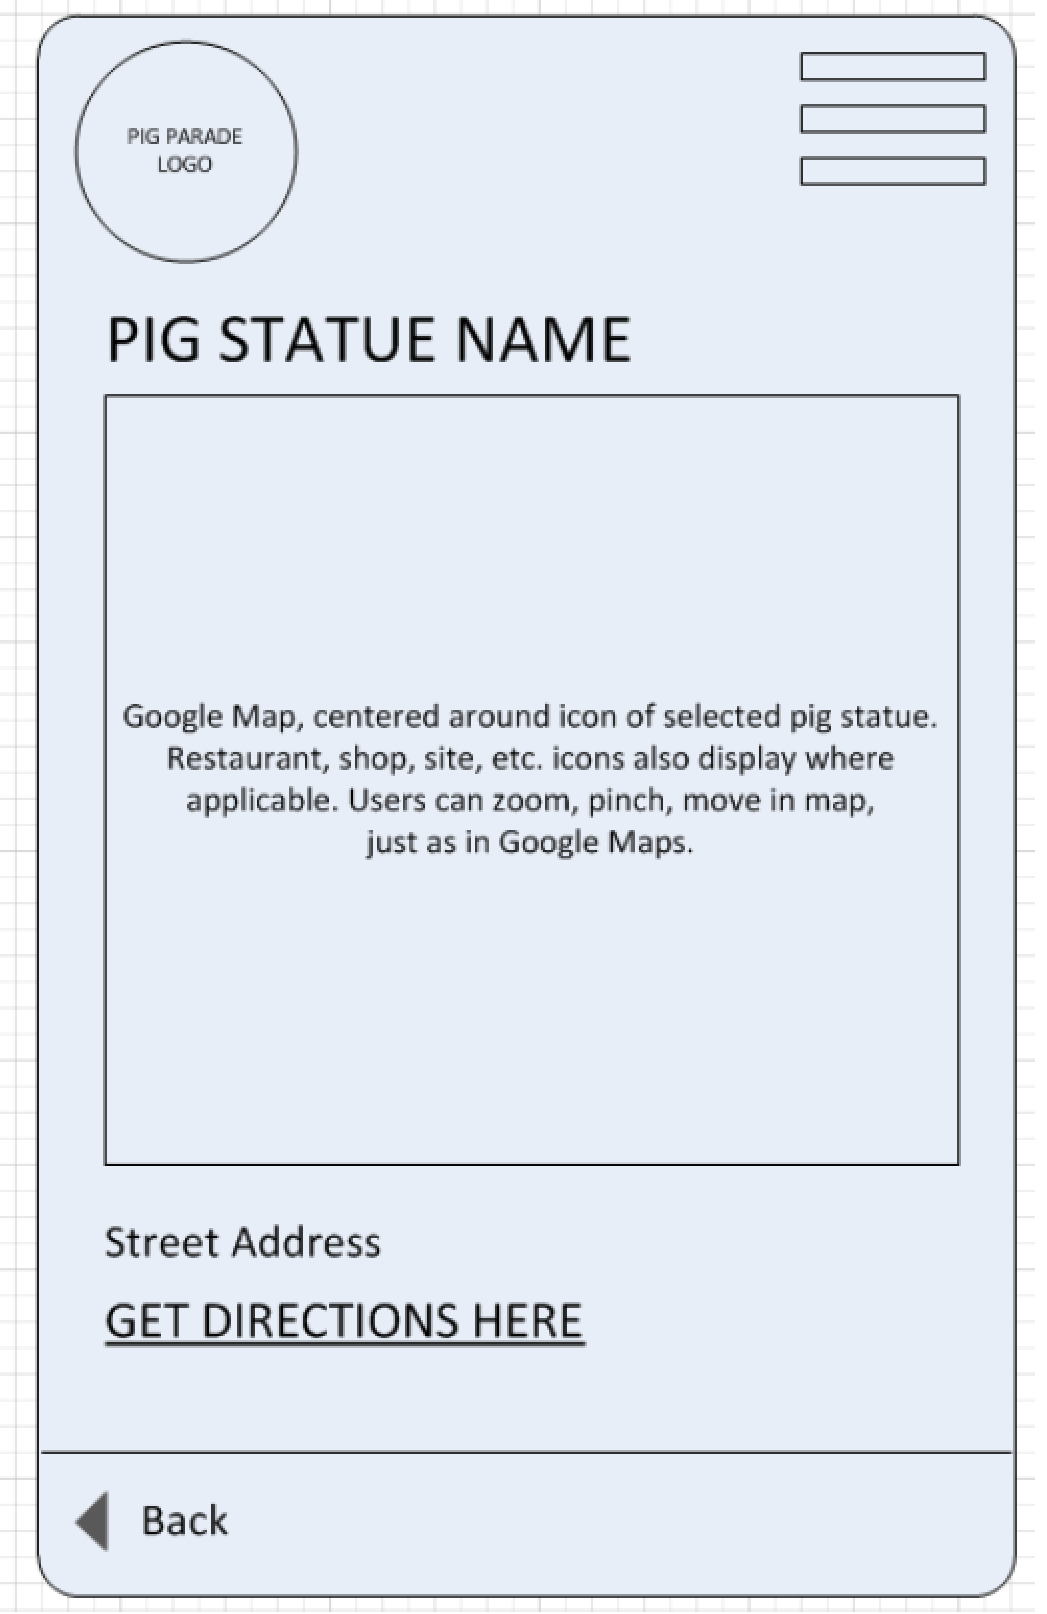 PIG PARADE
LOGO
PIG STATUE NAME
Google Map, centered around icon of selected pig statue.
Restaurant, shop, site, etc. icons also display where
applicable. Users can zoom, pinch, move in map,
just as in Google Maps.
Street Address
GET DIRECTIONS HERE
Back